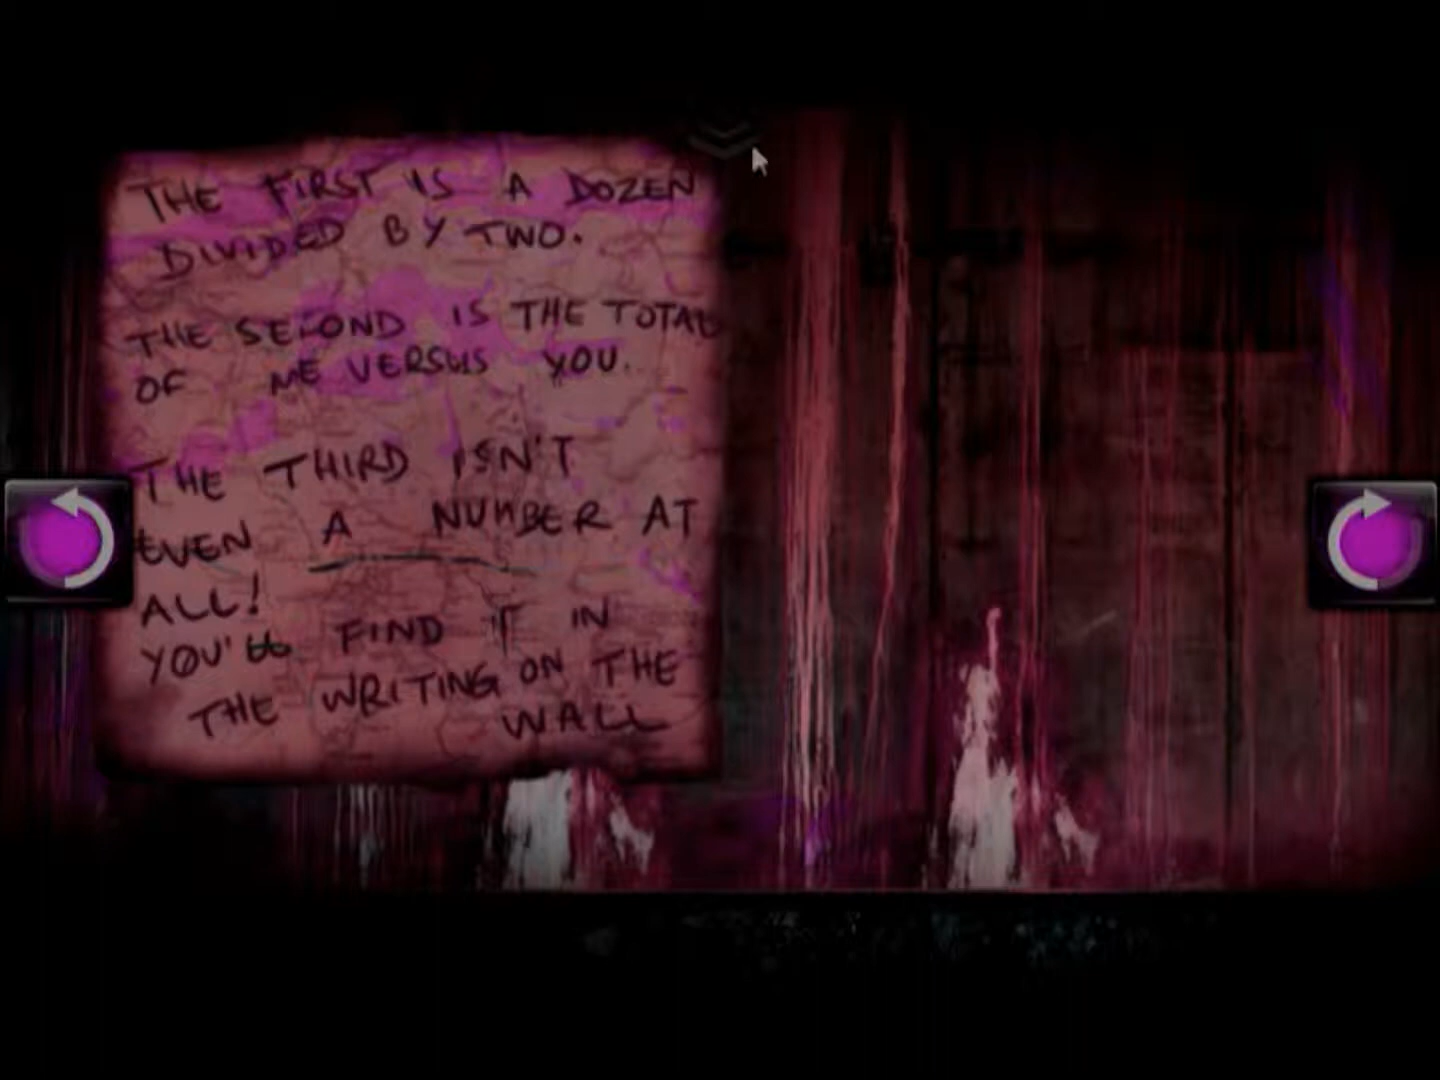 THE FIRST IS A DOZEN
DIVIDED BY TWO.
THE SECOND IS THE TOTAL
OF ME VERSUS YOU.
THE THIRD ISN'T
EVEN A NUMBER AT
ALL!
YOU'LL FIND IT IN
THE WRITING ON THE
WALL